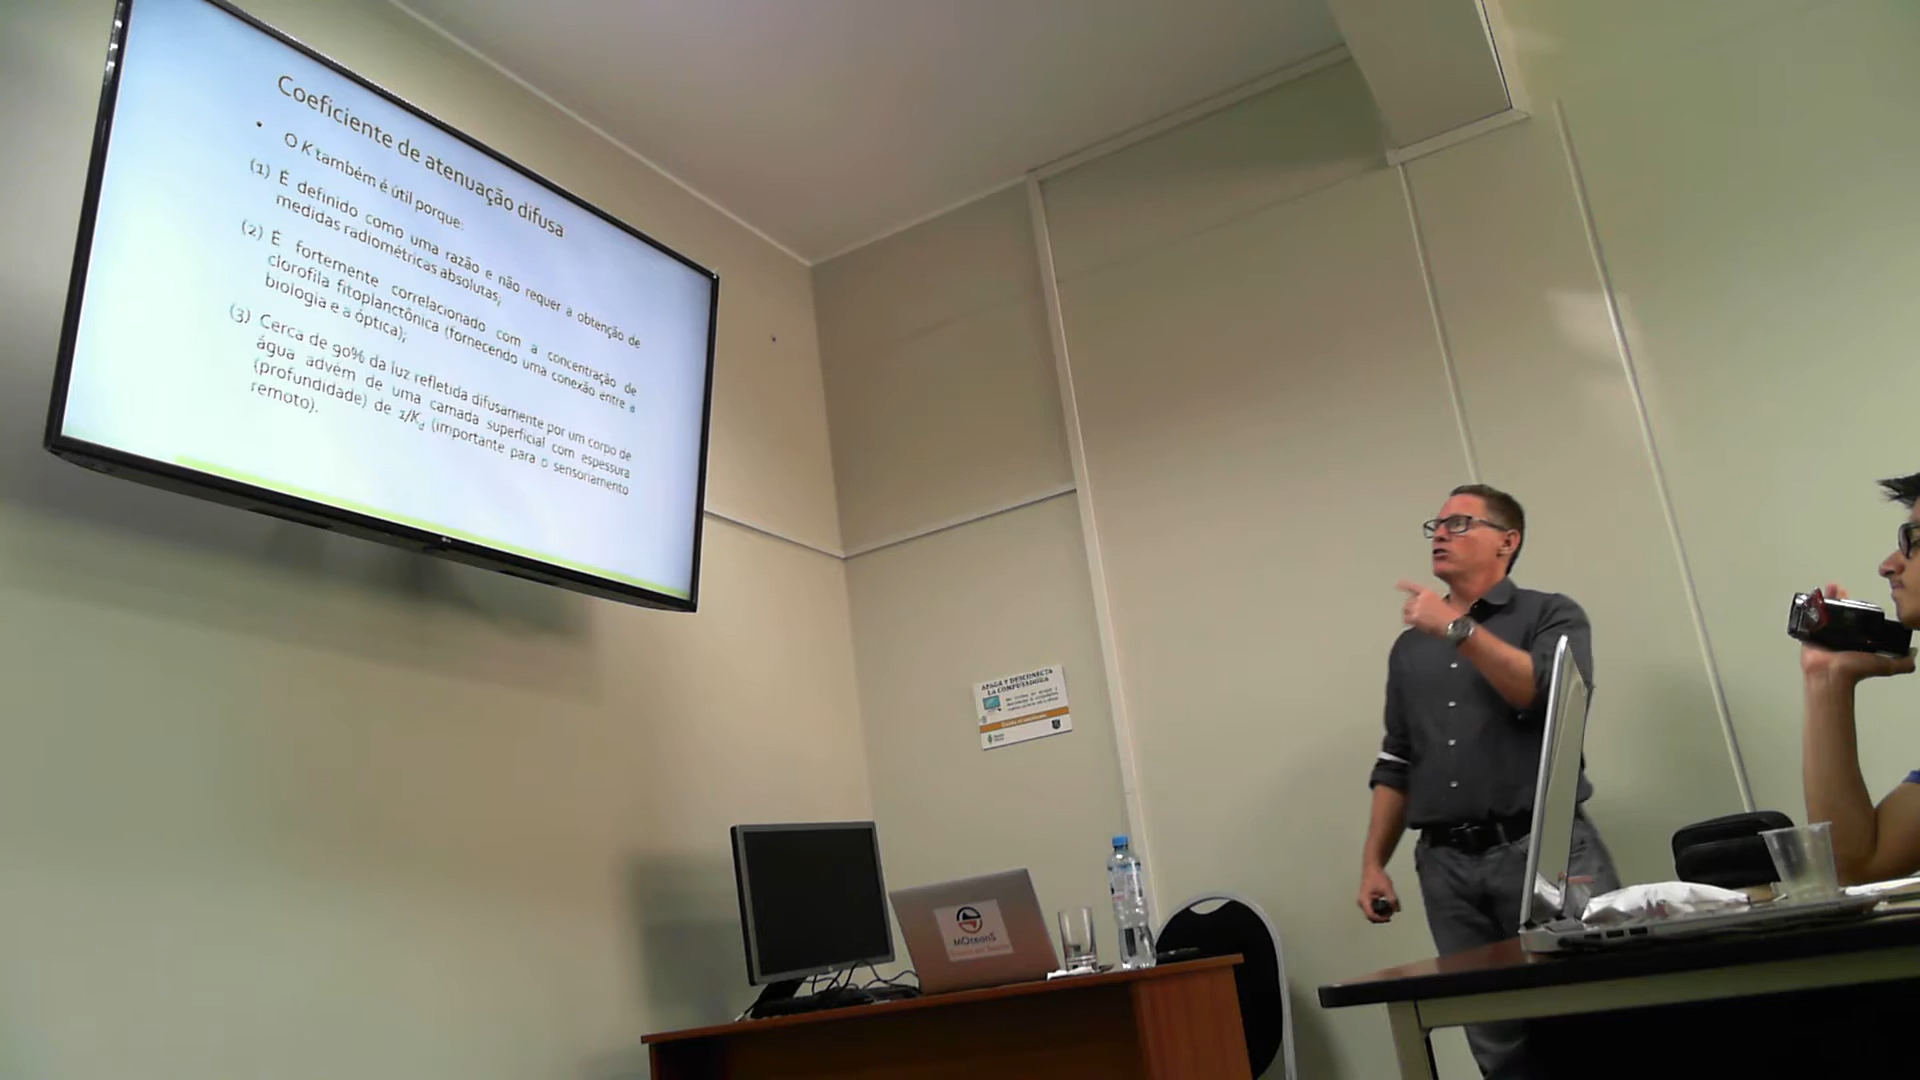 Coeficiente de atenuação difusa
• O K também é útil porque:
(1) É definido como uma razão e não requer a obtenção de
medidas radiométricas absolutas;
(2) É fortemente correlacionado com a concentração de
clorofila fitoplanctônica (fornecendo uma conexão entre a
biologia e a óptica);
(3) Cerca de 90% da luz refletida difusamente por um corpo de
água advém de uma camada superficial com espessura
(profundidade) de 1/Kd (importante para o sensoriamento
remoto).
APAGA Y DESCONECTA
LA COMPUTADORA
MOceanS